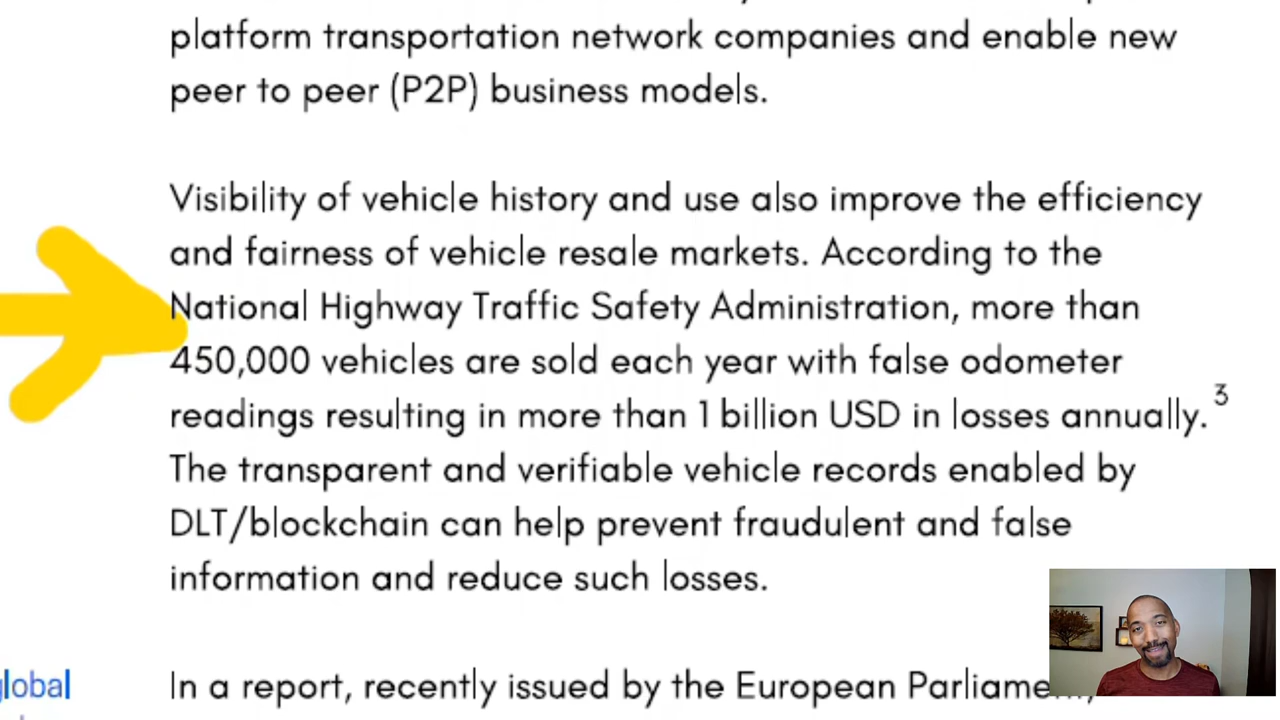 platform transportation network companies and enable new
peer to peer (P2P) business models.
Visibility of vehicle history and use also improve the efficiency
and fairness of vehicle resale markets. According to the
National Highway Traffic Safety Administration, more than
450,000 vehicles are sold each year with false odometer
readings resulting in more than 1 billion USD in losses annually.3
The transparent and verifiable vehicle records enabled by
DLT/blockchain can help prevent fraudulent and false
information and reduce such losses.
global
In a report, recently issued by the European